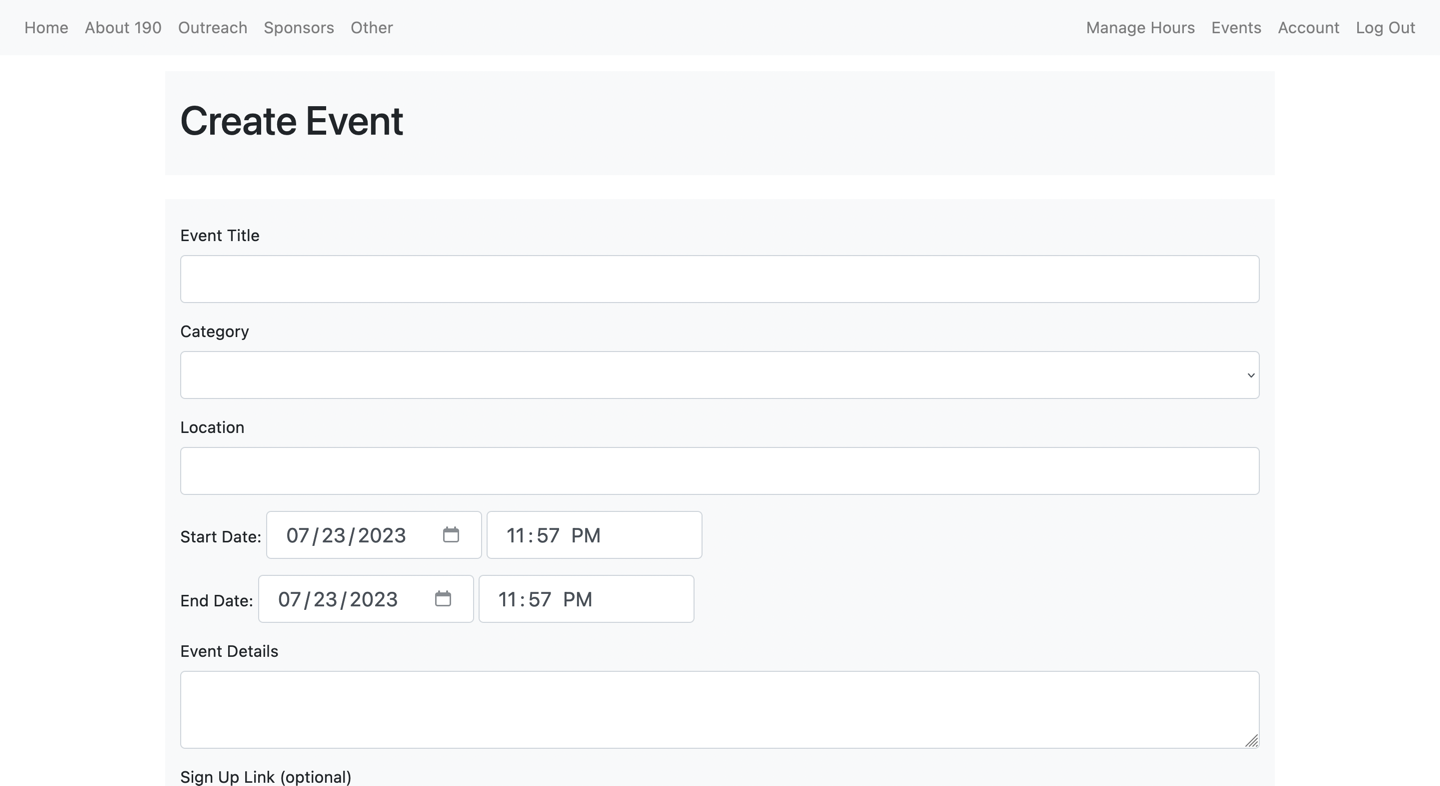 Home About 190 Outreach Sponsors Other Manage Hours Events Account Log Out
Create Event
Event Title
Category
Location
Start Date: 07/23/2023 11:57 PM
End Date: 07/23/2023 11:57 PM
Event Details
Sign Up Link (optional)